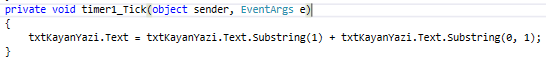 private void timer1_Tick(object sender, EventArgs e)
{
txtKayanYazi.Text = txtKayanYazi.Text.Substring(1) + txtKayanYazi.Text.Substring(0, 1);
}